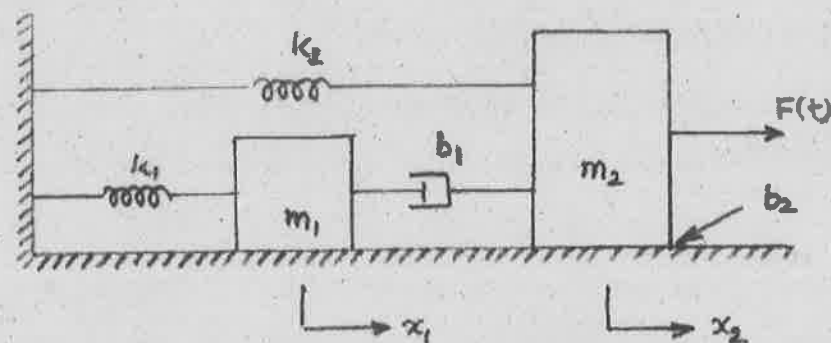 k₂
F(t)
k₁
b₁
m₁
m₂
b₂
x₁
x₂